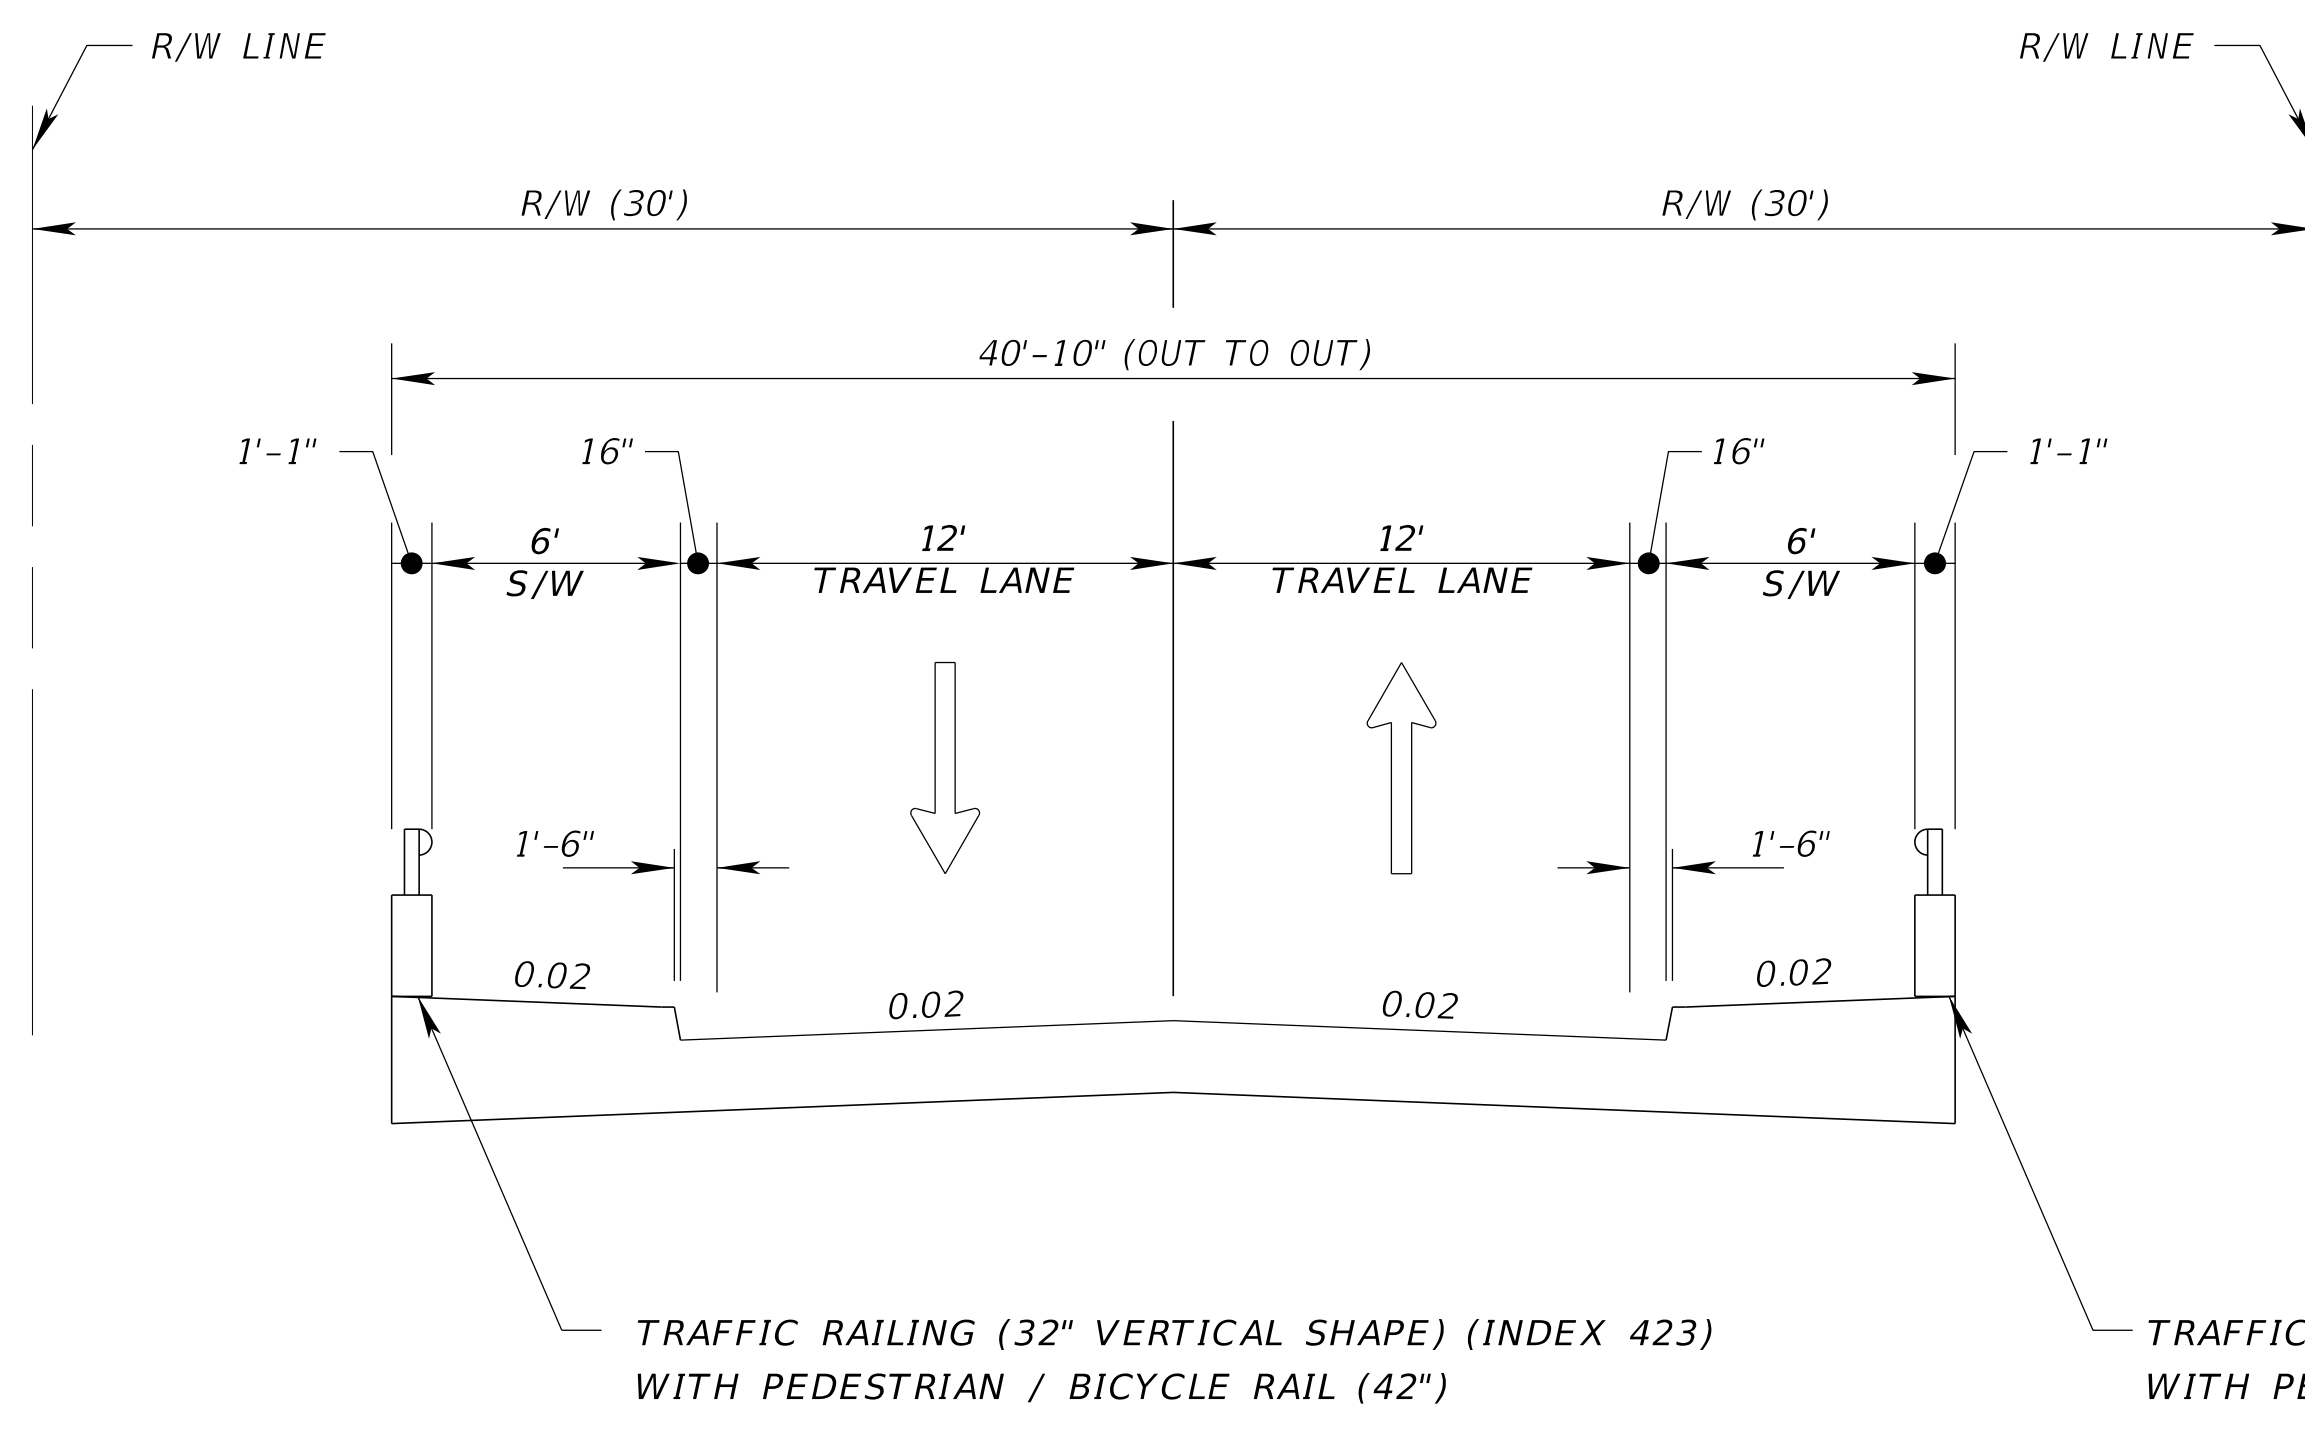 R/W LINE
R/W LINE
R/W (30')
R/W (30')
40'-10" (OUT TO OUT)
1'-1"
16"
16"
1'-1"
6'
S/W
12'
TRAVEL LANE
12'
TRAVEL LANE
6'
S/W
1'-6"
1'-6"
0.02
0.02
0.02
0.02
TRAFFIC RAILING (32" VERTICAL SHAPE) (INDEX 423)
WITH PEDESTRIAN / BICYCLE RAIL (42")
TRAFFIC
WITH